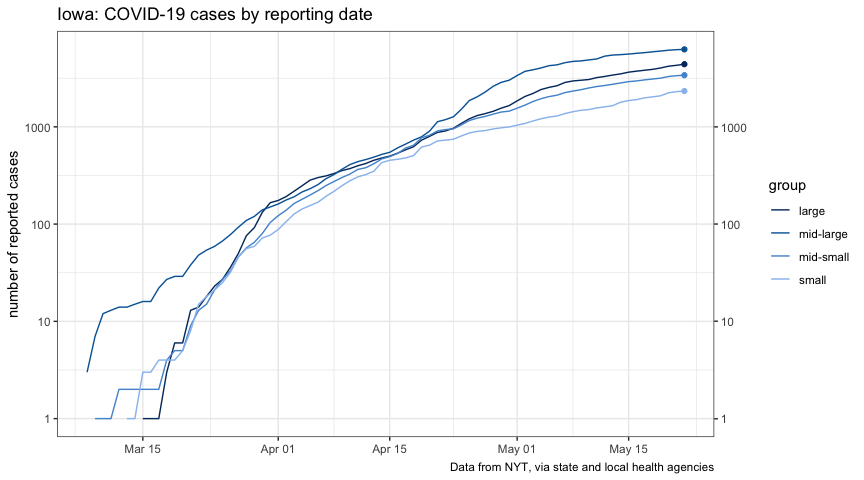 Iowa: COVID-19 cases by reporting date
number of reported cases
1000
100
10
1
1000
100
10
1
Mar 15
Apr 01
Apr 15
May 01
May 15
group
large
mid-large
mid-small
small
Data from NYT, via state and local health agencies